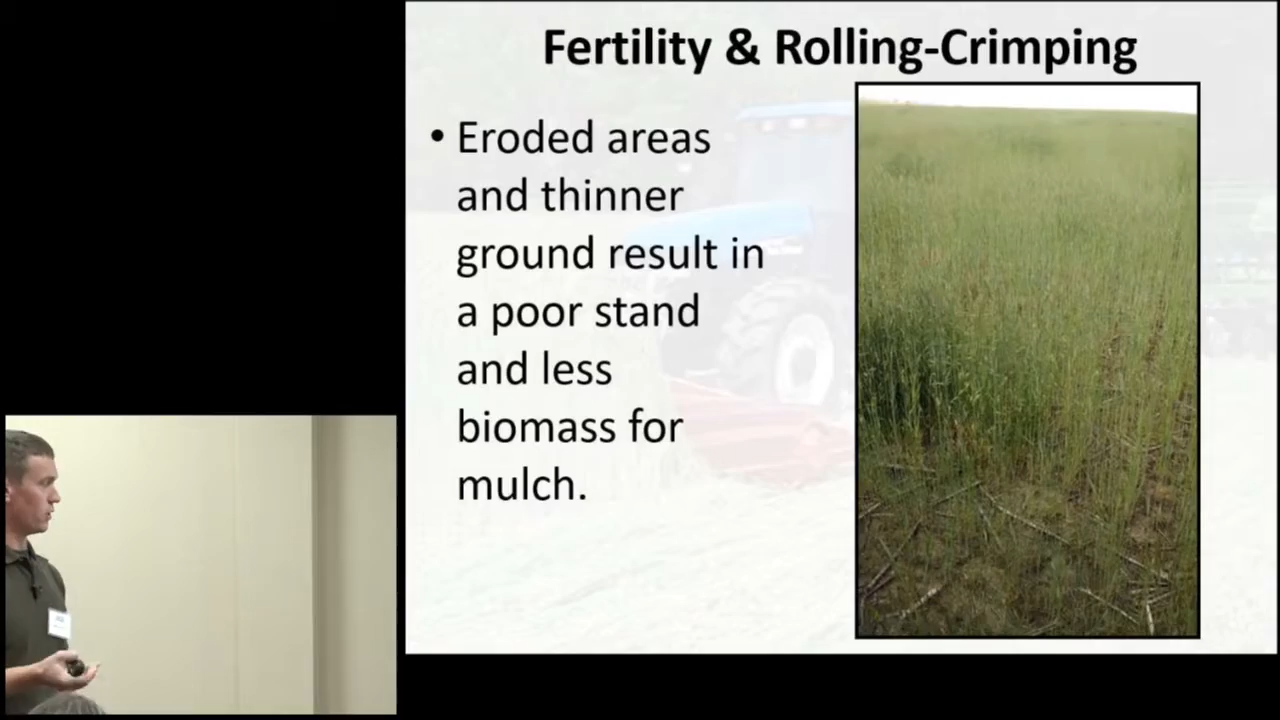 Fertility & Rolling-Crimping
• Eroded areas
and thinner
ground result in
a poor stand
and less
biomass for
mulch.